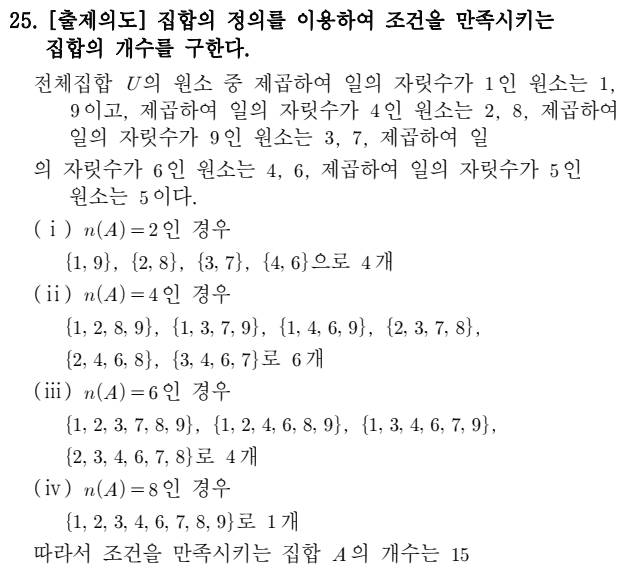 25. [출제의도] 집합의 정의를 이용하여 조건을 만족시키는
집합의 개수를 구한다.
전체집합 U의 원소 중 제곱하여 일의 자릿수가 1인 원소는 1,
9이고, 제곱하여 일의 자릿수가 4인 원소는 2, 8, 제곱하여
일의 자릿수가 9인 원소는 3, 7, 제곱하여 일
의 자릿수가 6인 원소는 4, 6, 제곱하여 일의 자릿수가 5인
원소는 5이다.
(ⅰ) n(A)=2인 경우
{1, 9}, {2, 8}, {3, 7}, {4, 6}으로 4개
(ⅱ) n(A)=4인 경우
{1, 2, 8, 9}, {1, 3, 7, 9}, {1, 4, 6, 9}, {2, 3, 7, 8},
{2, 4, 6, 8}, {3, 4, 6, 7}로 6개
(ⅲ) n(A)=6인 경우
{1, 2, 3, 7, 8, 9}, {1, 2, 4, 6, 8, 9}, {1, 3, 4, 6, 7, 9},
{2, 3, 4, 6, 7, 8}로 4개
(ⅳ) n(A)=8인 경우
{1, 2, 3, 4, 6, 7, 8, 9}로 1개
따라서 조건을 만족시키는 집합 A의 개수는 15